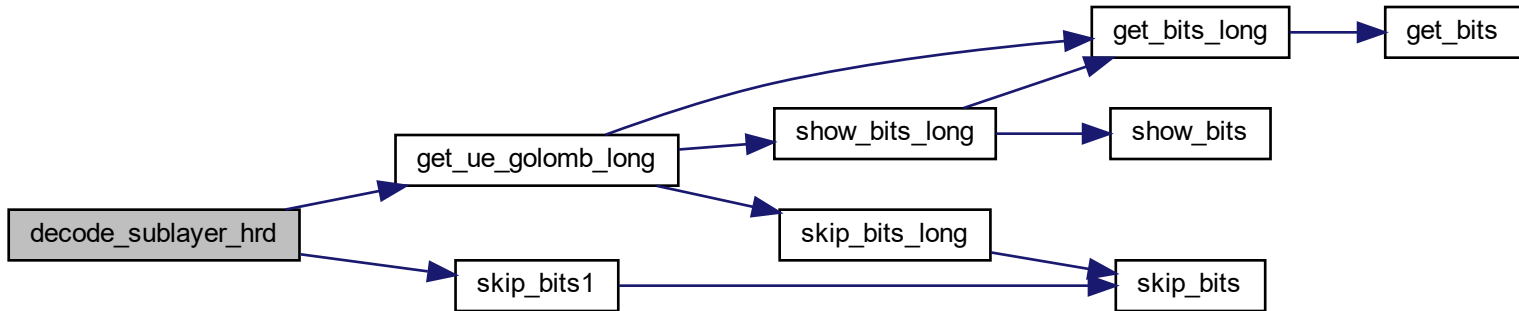 decode_sublayer_hrd
get_ue_golomb_long
skip_bits1
show_bits_long
skip_bits_long
get_bits_long
show_bits
skip_bits
get_bits